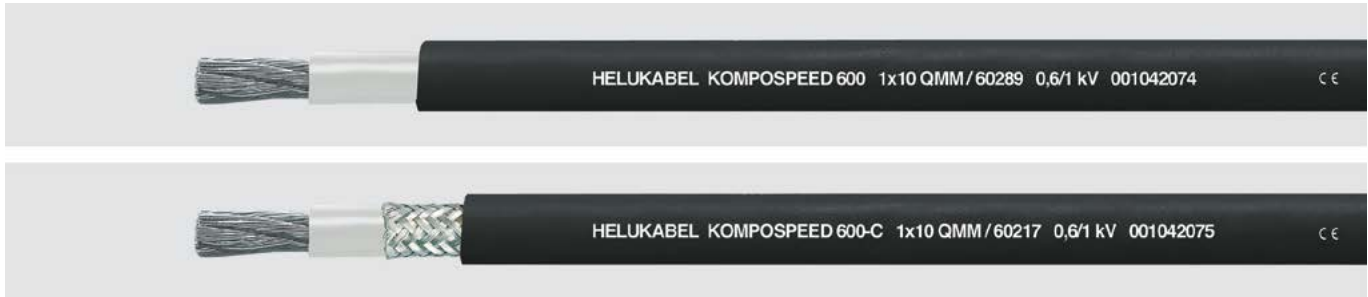 HELUKABEL KOMPOSPEED 600 1x10 QMM/60289 0,6/1 kV 001042074 CE
HELUKABEL KOMPOSPEED 600-C 1x10 QMM/60217 0,6/1 kV 001042075 CE